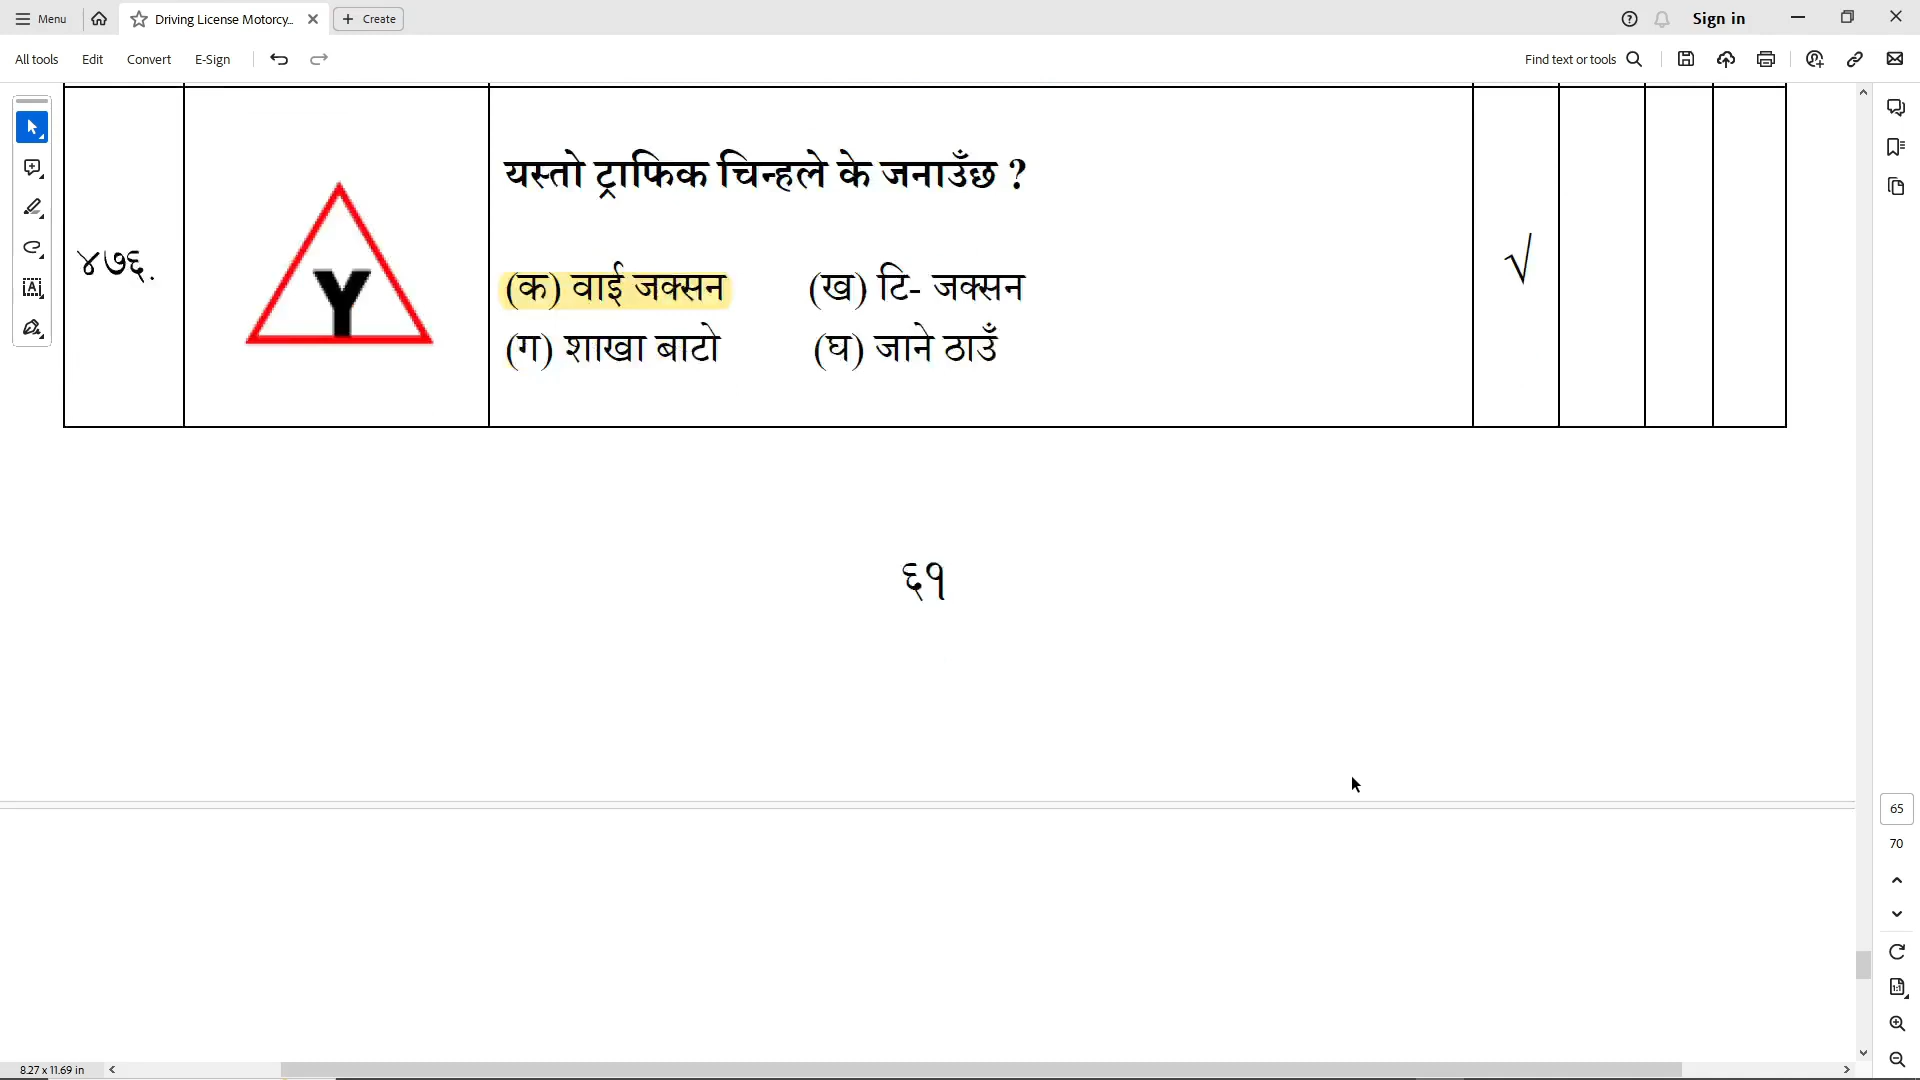 Menu
Driving License Motorcy...
Create
Sign in
All tools
Edit
Convert
E-Sign
Find text or tools
४७६.
Y
यस्तो ट्राफिक चिन्हले के जनाउँछ ?
(क) वाई जक्सन (ख) टि- जक्सन
(ग) शाखा बाटो (घ) जाने ठाउँ
√
६१
65
70
8.27 x 11.69 in